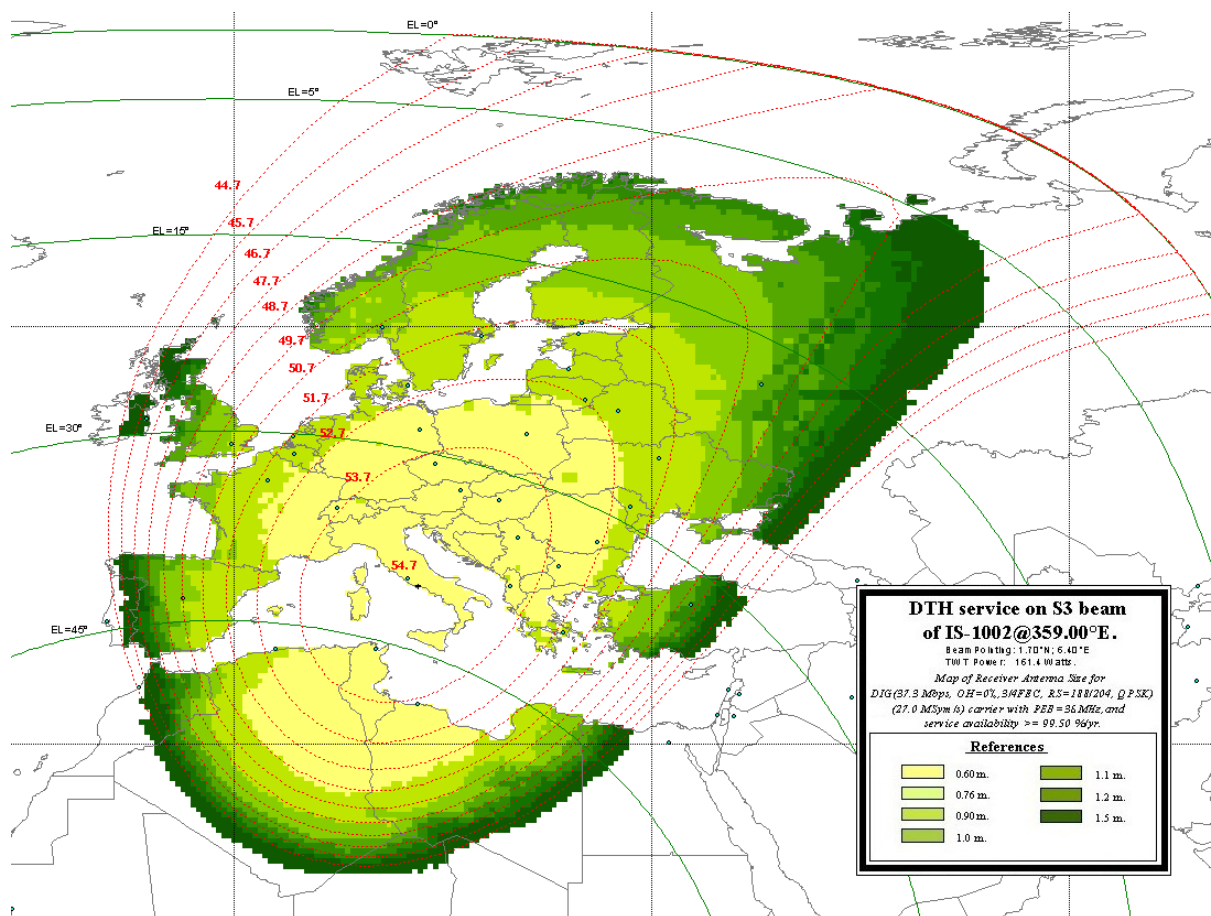 EL=0°
EL=5°
44.7
45.7
EL=15°
46.7
47.7
48.7
49.7
50.7
51.7
EL=30°
52.7
53.7
54.7
EL=45°
DTH service on S3 beam
of IS-1002@359.00°E.
Beam Pointing: 1.70°N; 6.40°E
TWT Power: 161.4 Watts.
Map of Receiver Antenna Size for
DIG(37.3 Mbps, OH=0%, 3/4FEC, RS=188/204, QPSK)
(27.0 MSym/s) carrier with PEB = 36 MHz, and
service availability >= 99.50 %/yr.
References
0.60 m.
0.76 m.
0.90 m.
1.0 m.
1.1 m.
1.2 m.
1.5 m.